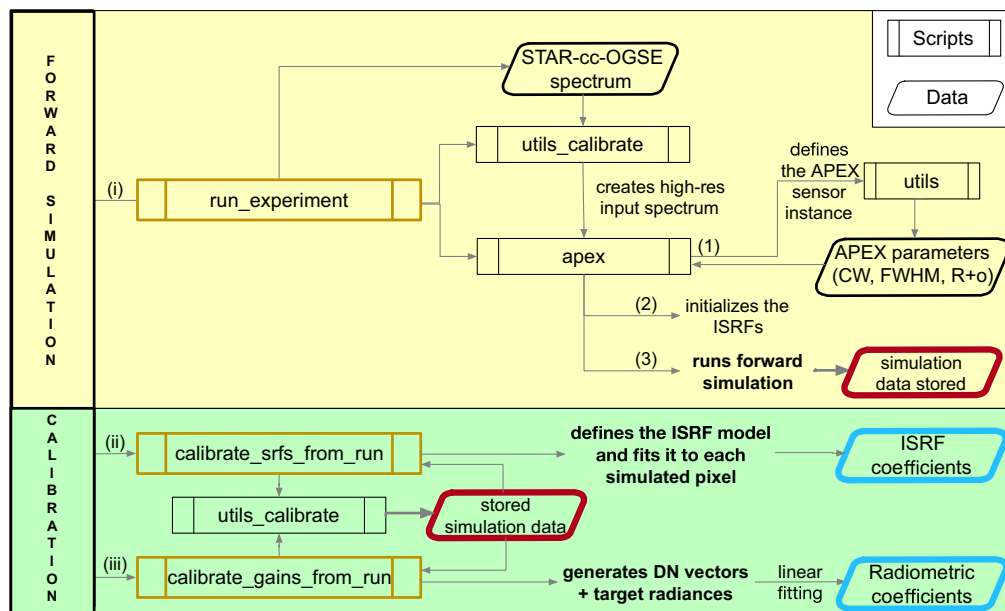 FORWARD SIMULATION
STAR-cc-OGSE
spectrum
Scripts
Data
utils_calibrate
(i)
run_experiment
creates high-res
input spectrum
defines
the APEX
sensor
instance
utils
apex
(1)
APEX parameters
(CW, FWHM, R+o)
(2)
initializes the
ISRFs
(3)
runs forward
simulation
simulation
data stored
CALIBRATION
(ii)
calibrate_srfs_from_run
defines the ISRF model
and fits it to each
simulated pixel
ISRF
coefficients
utils_calibrate
stored
simulation data
(iii)
calibrate_gains_from_run
generates DN vectors
+ target radiances
linear
fitting
Radiometric
coefficients